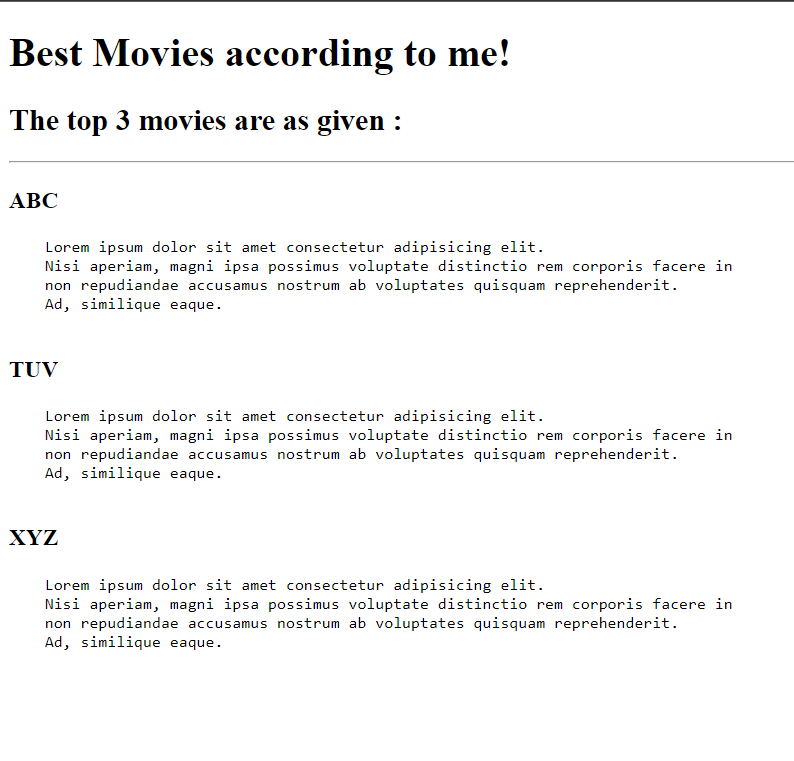 Best Movies according to me!
The top 3 movies are as given :
ABC
Lorem ipsum dolor sit amet consectetur adipisicing elit.
Nisi aperiam, magni ipsa possimus voluptate distinctio rem corporis facere in
non repudiandae accusamus nostrum ab voluptates quisquam reprehenderit.
Ad, similique eaque.
TUV
Lorem ipsum dolor sit amet consectetur adipisicing elit.
Nisi aperiam, magni ipsa possimus voluptate distinctio rem corporis facere in
non repudiandae accusamus nostrum ab voluptates quisquam reprehenderit.
Ad, similique eaque.
XYZ
Lorem ipsum dolor sit amet consectetur adipisicing elit.
Nisi aperiam, magni ipsa possimus voluptate distinctio rem corporis facere in
non repudiandae accusamus nostrum ab voluptates quisquam reprehenderit.
Ad, similique eaque.